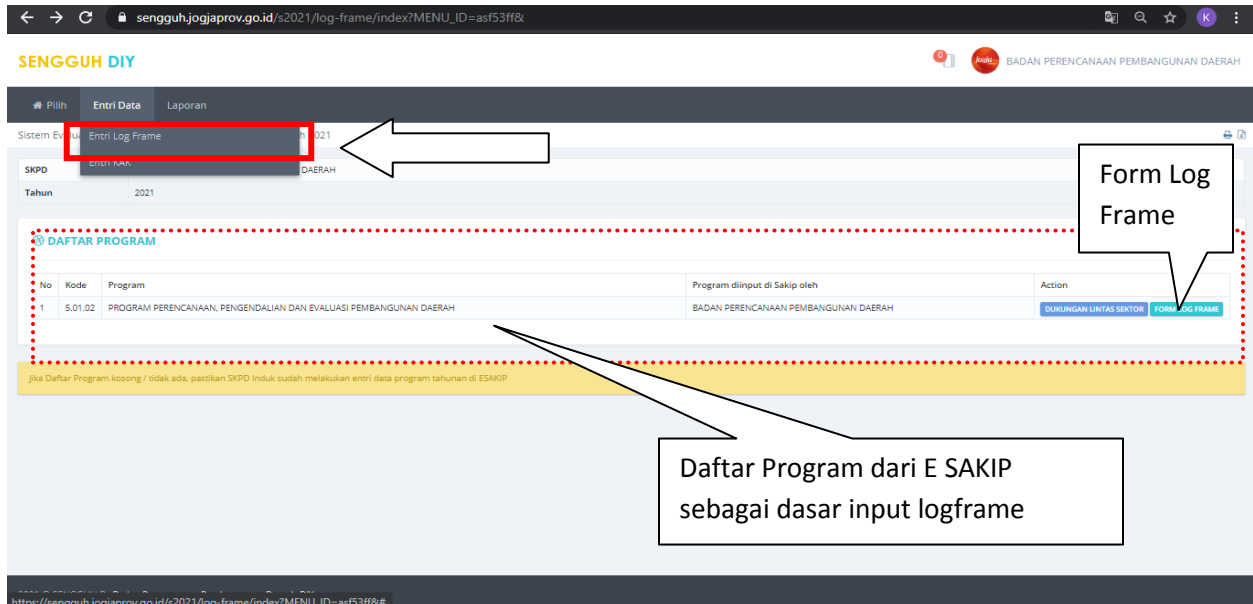 sengguh.jogjaprov.go.id/s2021/log-frame/index?MENU_ID=asf53ff&
K
SENGGUH DIY
0
BADAN PERENCANAAN PEMBANGUNAN DAERAH
Pilih Entri Data Laporan
Entri Log Frame
2021
Entri KAK
SKPD DAERAH
Tahun 2021
Form Log
Frame
DAFTAR PROGRAM
No Kode Program Program diinput di Sakip oleh Action
1 5.01.02 PROGRAM PERENCANAAN, PENGENDALIAN DAN EVALUASI PEMBANGUNAN DAERAH BADAN PERENCANAAN PEMBANGUNAN DAERAH DUKUNGAN LINTAS SEKTOR FORM LOG FRAME
Jika Daftar Program kosong / tidak ada, pastikan SKPD Induk sudah melakukan entri data program tahunan di ESAKIP
Daftar Program dari E SAKIP
sebagai dasar input logframe
https://sengguh.jogjaprov.go.id/s2021/log-frame/index?MENU_ID=asf53ff&#